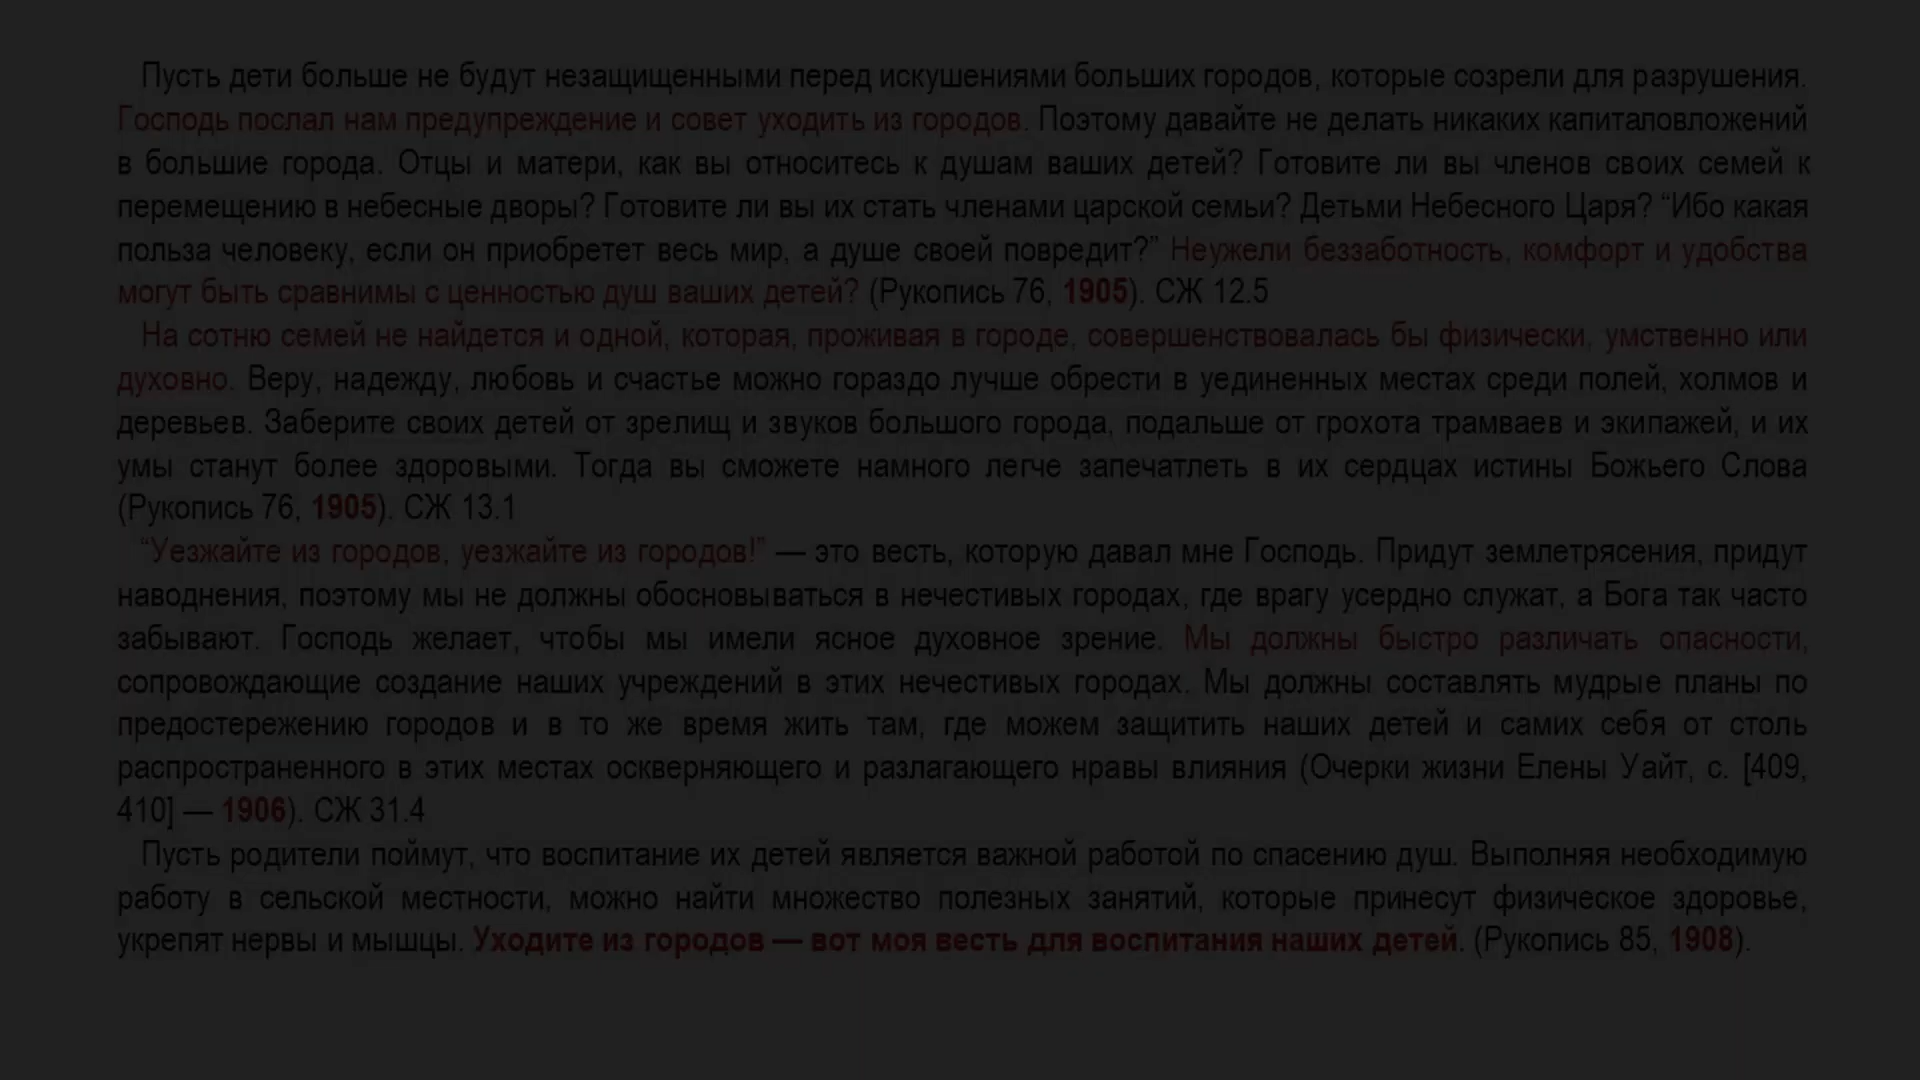 Пусть дети больше не будут незащищенными перед искушениями больших городов, которые созрели для разрушения.
Господь послал нам предупреждение и совет уходить из городов. Поэтому давайте не делать никаких капиталовложений
в большие города. Отцы и матери, как вы относитесь к душам ваших детей? Готовите ли вы членов своих семей к
перемещению в небесные дворы? Готовите ли вы их стать членами царской семьи? Детьми Небесного Царя? “Ибо какая
польза человеку, если он приобретет весь мир, а душе своей повредит?” Неужели беззаботность, комфорт и удобства
могут быть сравнимы с ценностью душ ваших детей? (Рукопись 76, 1905). СЖ 12.5
На сотню семей не найдется и одной, которая, проживая в городе, совершенствовалась бы физически, умственно или
духовно. Веру, надежду, любовь и счастье можно гораздо лучше обрести в уединенных местах среди полей, холмов и
деревьев. Заберите своих детей от зрелищ и звуков большого города, подальше от грохота трамваев и экипажей, и их
умы станут более здоровыми. Тогда вы сможете намного легче запечатлеть в их сердцах истины Божьего Слова
(Рукопись 76, 1905). СЖ 13.1
“Уезжайте из городов, уезжайте из городов!” — это весть, которую давал мне Господь. Придут землетрясения, придут
наводнения, поэтому мы не должны обосновываться в нечестивых городах, где врагу усердно служат, а Бога так часто
забывают. Господь желает, чтобы мы имели ясное духовное зрение. Мы должны быстро различать опасности,
сопровождающие создание наших учреждений в этих нечестивых городах. Мы должны составлять мудрые планы по
предостережению городов и в то же время жить там, где можем защитить наших детей и самих себя от столь
распространенного в этих местах оскверняющего и разлагающего нравы влияния (Очерки жизни Елены Уайт, с. [409,
410] — 1906). СЖ 31.4
Пусть родители поймут, что воспитание их детей является важной работой по спасению душ. Выполняя необходимую
работу в сельской местности, можно найти множество полезных занятий, которые принесут физическое здоровье,
укрепят нервы и мышцы. Уходите из городов — вот моя весть для воспитания наших детей. (Рукопись 85, 1908).